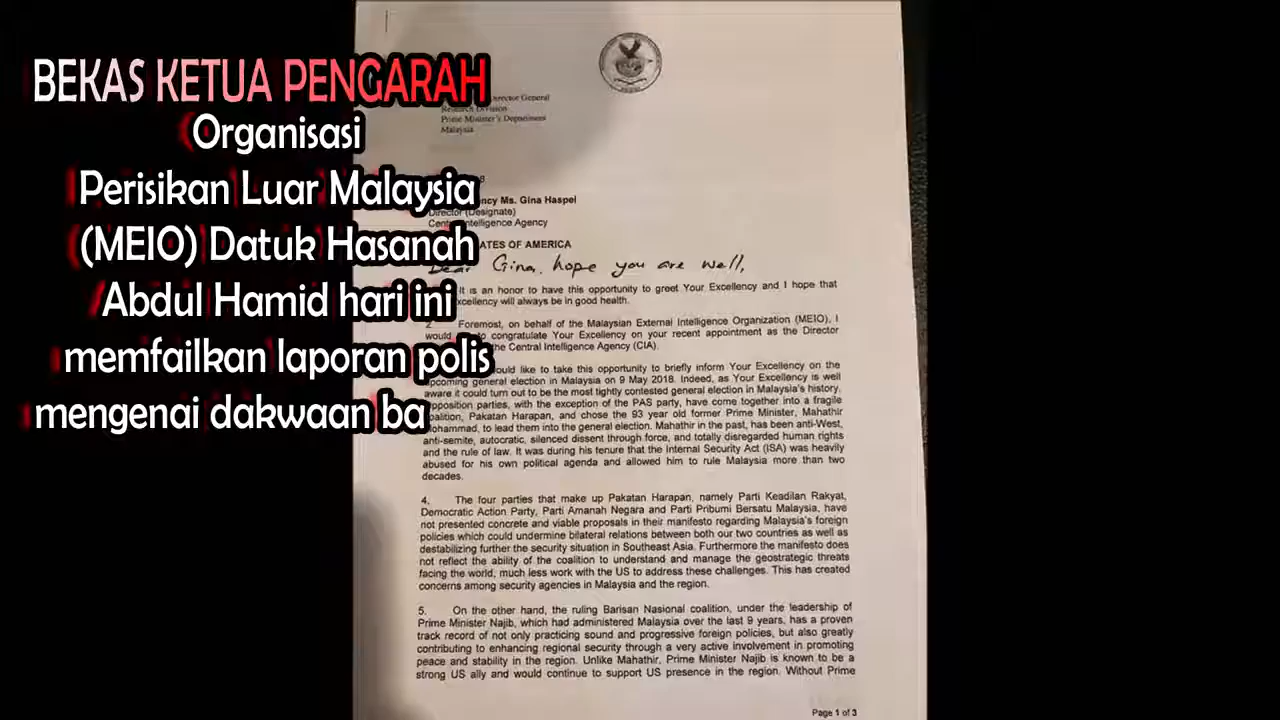 BEKAS KETUA PENGARAH
Organisasi
Perisikan Luar Malaysia
(MEIO) Datuk Hasanah
Abdul Hamid hari ini
memfailkan laporan polis
mengenai dakwaan ba
Director General
Research Division
Prime Minister's Department
Malaysia
Ms. Gina Haspel
Director (Designate)
Central Intelligence Agency
STATES OF AMERICA
Dear Gina, hope you are well,
It is an honor to have this opportunity to greet Your Excellency and I hope that
Excellency will always be in good health.
2. Foremost, on behalf of the Malaysian External Intelligence Organization (MEIO), I
would to congratulate Your Excellency on your recent appointment as the Director
the Central Intelligence Agency (CIA).
would like to take this opportunity to briefly inform Your Excellency on the
upcoming general election in Malaysia on 9 May 2018. Indeed, as Your Excellency is well
aware it could turn out to be the most tightly contested general election in Malaysia's history.
opposition parties, with the exception of the PAS party, have come together into a fragile
coalition, Pakatan Harapan, and chose the 93 year old former Prime Minister, Mahathir
Mohammad, to lead them into the general election. Mahathir in the past, has been anti-West,
anti-semite, autocratic, silenced dissent through force, and totally disregarded human rights
and the rule of law. It was during his tenure that the Internal Security Act (ISA) was heavily
abused for his own political agenda and allowed him to rule Malaysia more than two
decades.
4. The four parties that make up Pakatan Harapan, namely Parti Keadilan Rakyat,
Democratic Action Party, Parti Amanah Negara and Parti Pribumi Bersatu Malaysia, have
not presented concrete and viable proposals in their manifesto regarding Malaysia's foreign
policies which could undermine bilateral relations between both our two countries as well as
destabilizing further the security situation in Southeast Asia. Furthermore the manifesto does
not reflect the ability of the coalition to understand and manage the geostrategic threats
facing the world, much less work with the US to address these challenges. This has created
concerns among security agencies in Malaysia and the region.
5. On the other hand, the ruling Barisan Nasional coalition, under the leadership of
Prime Minister Najib, which had administered Malaysia over the last 9 years, has a proven
track record of not only practicing sound and progressive foreign policies, but also greatly
contributing to enhancing regional security through a very active involvement in promoting
peace and stability in the region. Unlike Mahathir, Prime Minister Najib is known to be a
strong US ally and would continue to support US presence in the region. Without Prime
Page 1 of 3